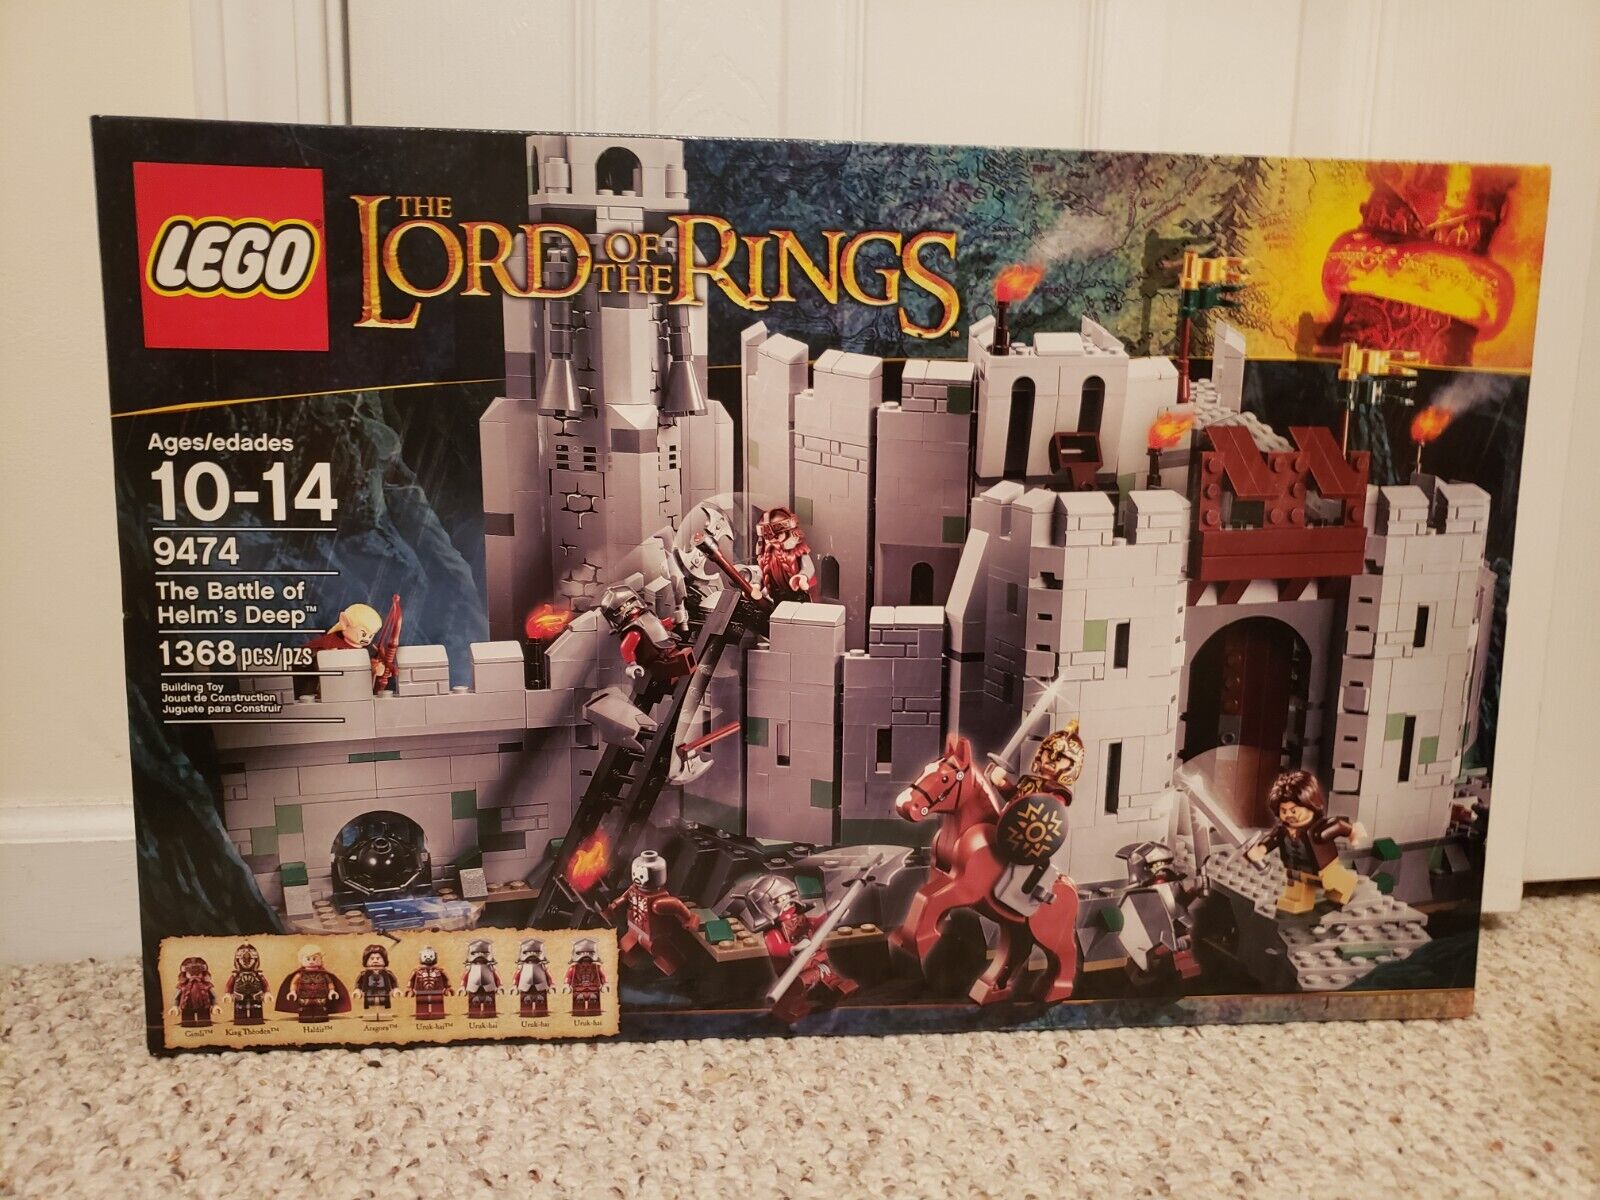 LEGO
THE LORD OF THE RINGS™
Ages/edades
10-14
9474
The Battle of
Helm's Deep™
1368 pcs/pzs
Building Toy
Jouet de Construction
Juguete para Construir
Gimli™ King Théoden™ Haldir™ Aragorn™ Uruk-hai™ Uruk-hai Uruk-hai Uruk-hai